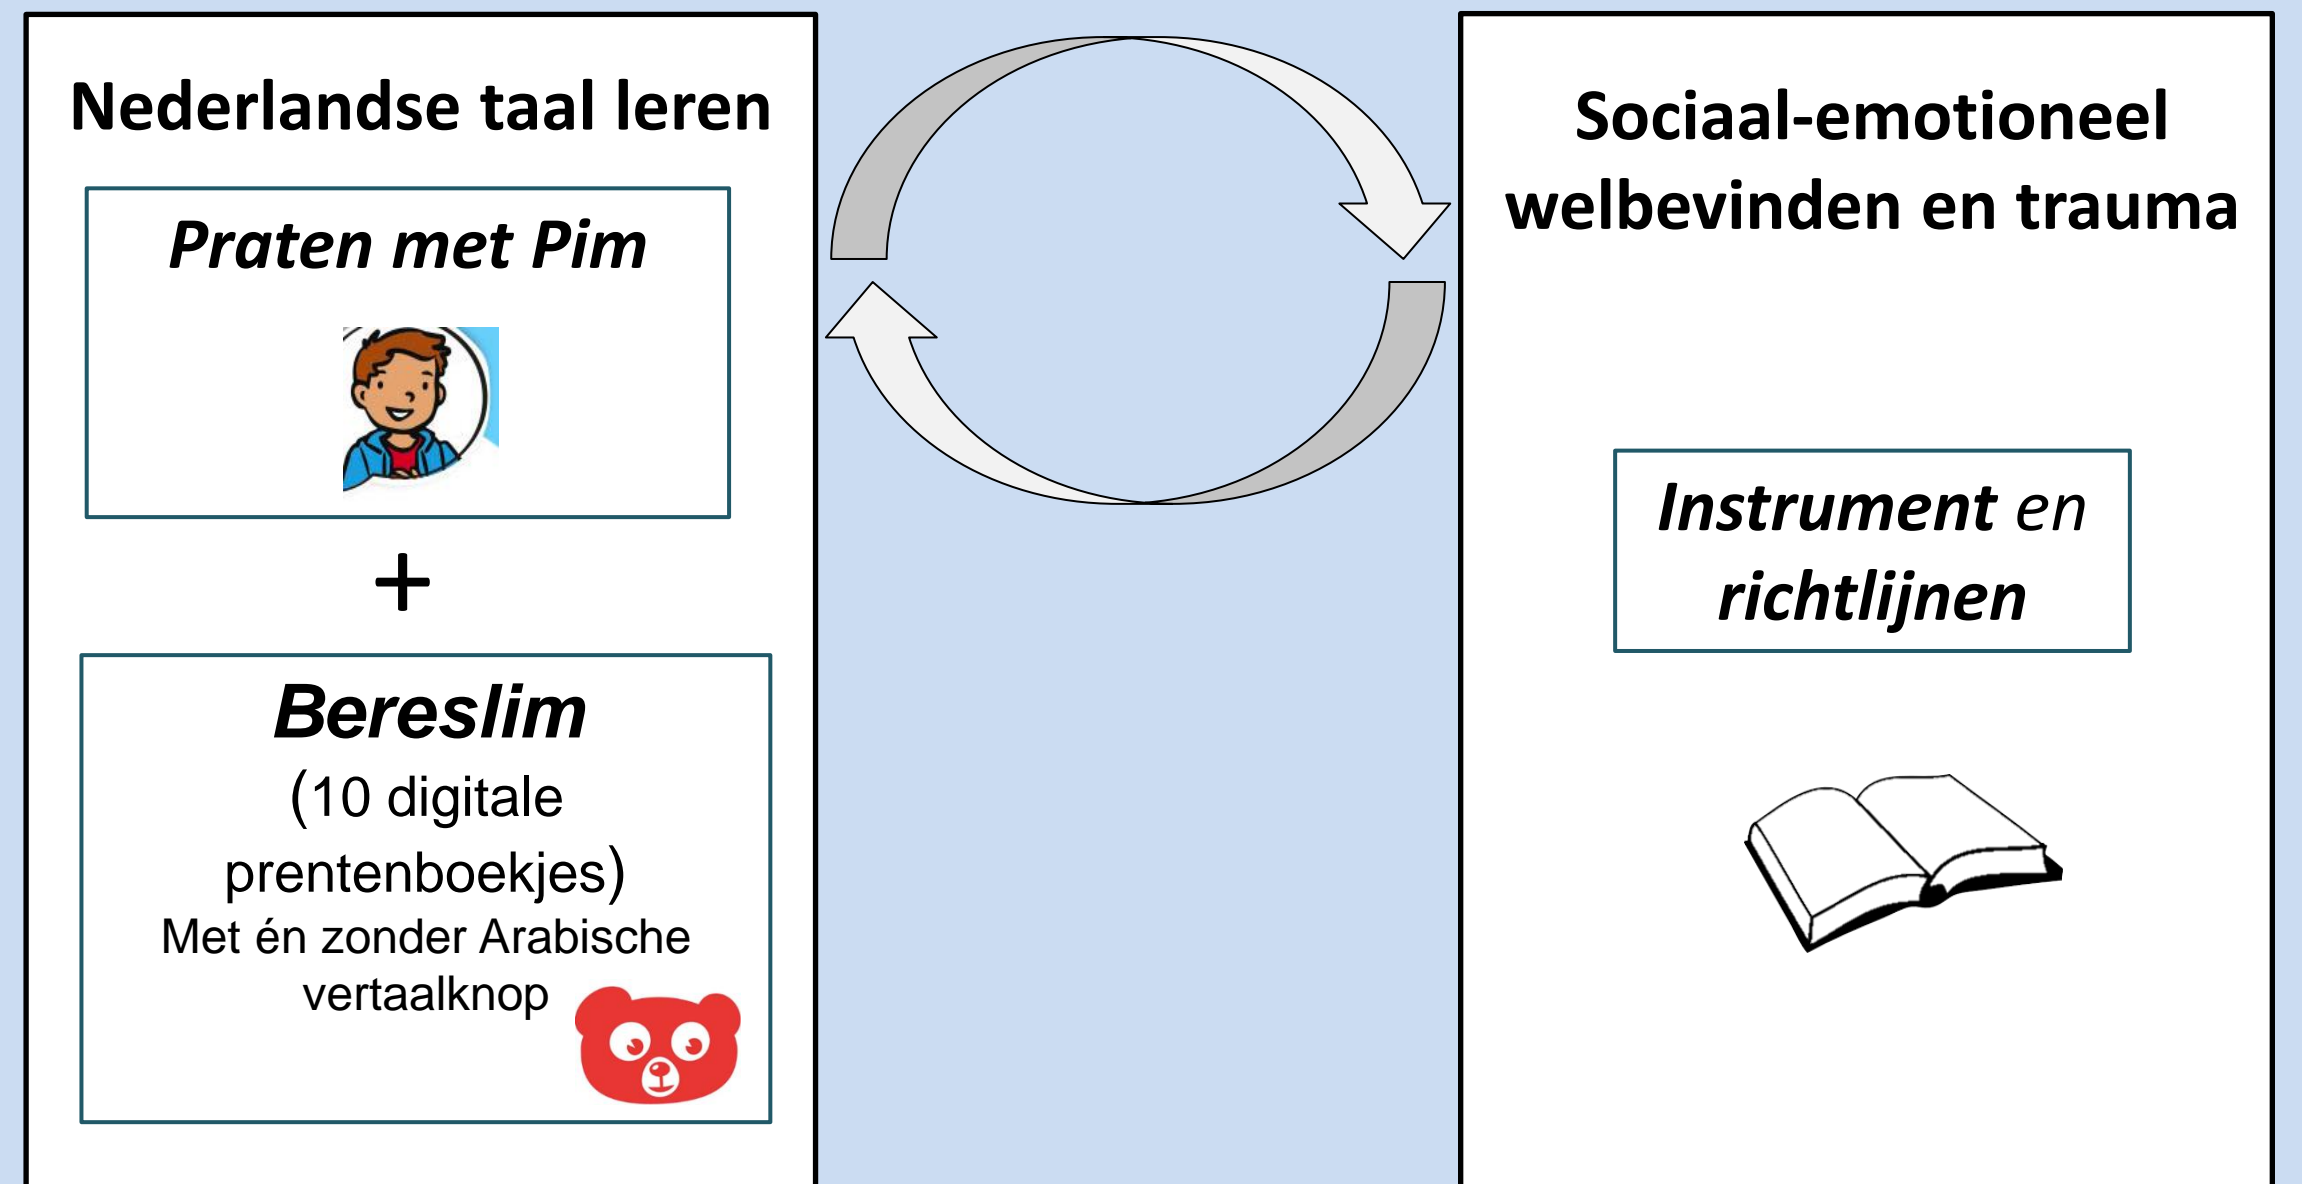 Nederlandse taal leren
Praten met Pim
+
Bereslim
(10 digitale
prentenboekjes)
Met én zonder Arabische
vertaalknop
Sociaal-emotioneel
welbevinden en trauma
Instrument en
richtlijnen